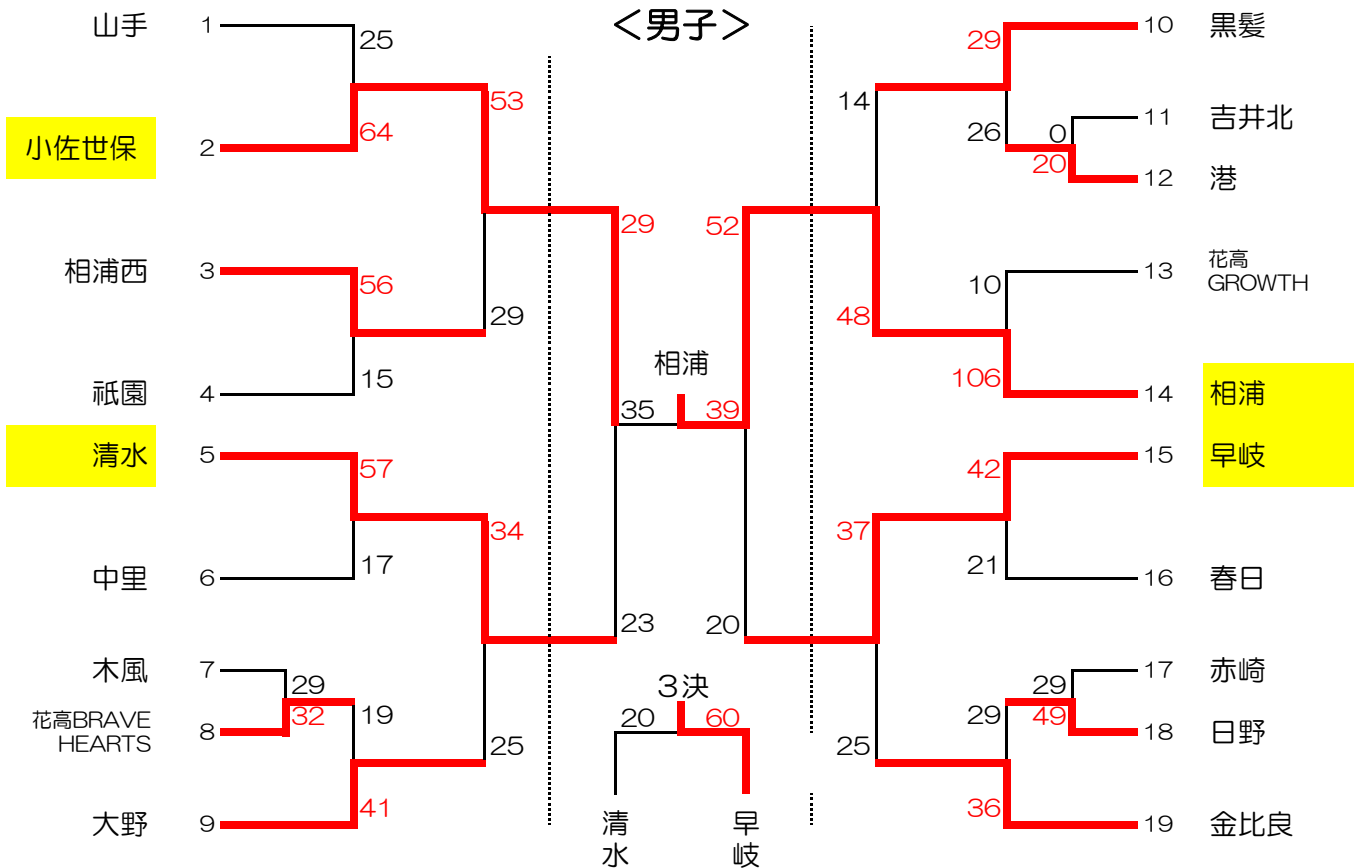 ＜男子＞
山手 1
25
53
64
小佐世保 2
相浦西 3
56
29
15
祇園 4
清水 5
57
34
17
中里 6
木風 7
29
32
花高BRAVE
HEARTS 8
19
25
41
大野 9
29
35
23
相浦
39
52
20
3決
20 60
清水
早岐
29
10 黒髪
14
26
0
11 吉井北
20
12 港
10
13 花高
GROWTH
48
106
14 相浦
42
15 早岐
37
21
16 春日
29
17 赤崎
49
29
18 日野
25
36
19 金比良